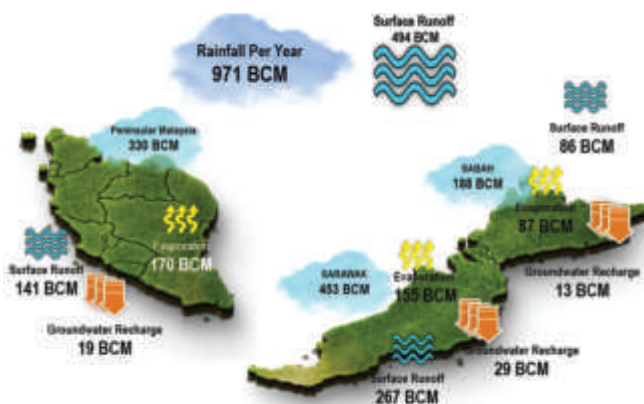 Rainfall Per Year
971 BCM
Surface Runoff
494 BCM
Surface Runoff
86 BCM
Peninsular Malaysia
330 BCM
SABAH
188 BCM
Evaporation
87 BCM
Evaporation
170 BCM
Surface Runoff
141 BCM
Groundwater Recharge
19 BCM
SARAWAK
453 BCM
Evaporation
155 BCM
Groundwater Recharge
13 BCM
Groundwater Recharge
29 BCM
Surface Runoff
267 BCM